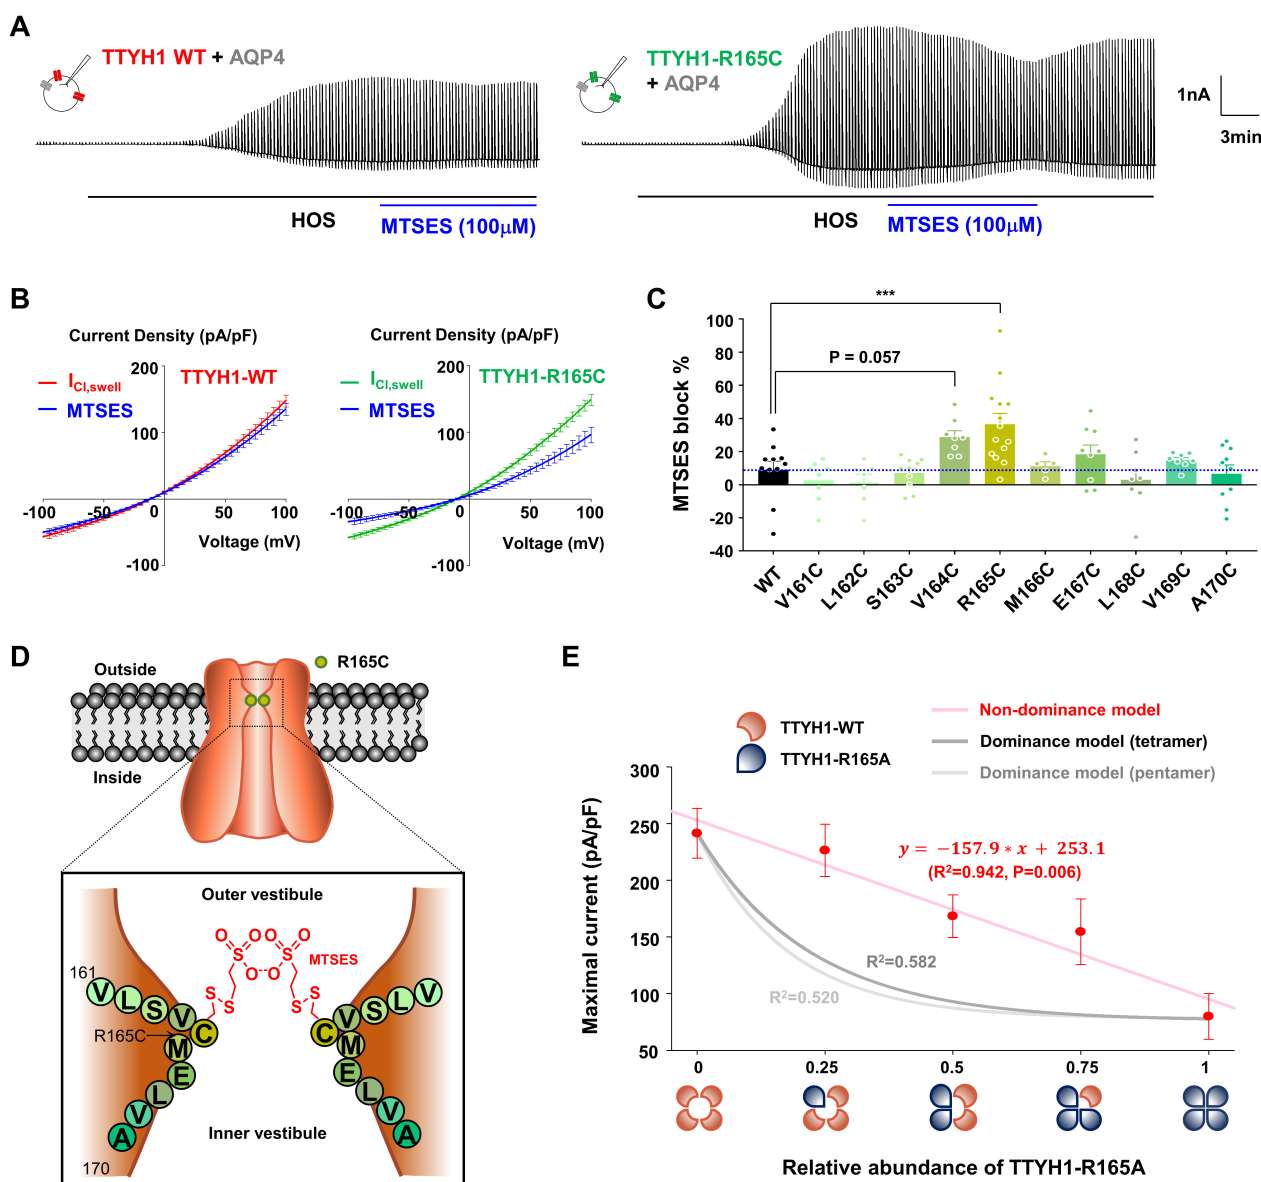 A
TTYH1 WT + AQP4
HOS
MTSES (100μM)
TTYH1-R165C
+ AQP4
HOS
MTSES (100μM)
1nA
3min
B
Current Density (pA/pF)
200
I_Cl,swell
TTYH1-WT
MTSES
100
-100
-50
0
50
100
Voltage (mV)
-100
Current Density (pA/pF)
200
I_Cl,swell
TTYH1-R165C
MTSES
100
-100
-50
0
50
100
Voltage (mV)
-100
C
***
P = 0.057
MTSES block %
100
80
60
40
20
0
-20
-40
WT
V161C
L162C
S163C
V164C
R165C
M166C
E167C
L168C
V169C
A170C
D
R165C
Outside
Inside
Outer vestibule
O O O O
S S
O O
MTSES
S S S S
161
V L S V C M E L V A
C V S L V M E L V A
R165C
170
Inner vestibule
E
TTYH1-WT
TTYH1-R165A
Non-dominance model
Dominance model (tetramer)
Dominance model (pentamer)
Maximal current (pA/pF)
300
250
200
150
100
50
y = −157.9 * x + 253.1
(R²=0.942, P=0.006)
R²=0.582
R²=0.520
0
0.25
0.5
0.75
1
Relative abundance of TTYH1-R165A